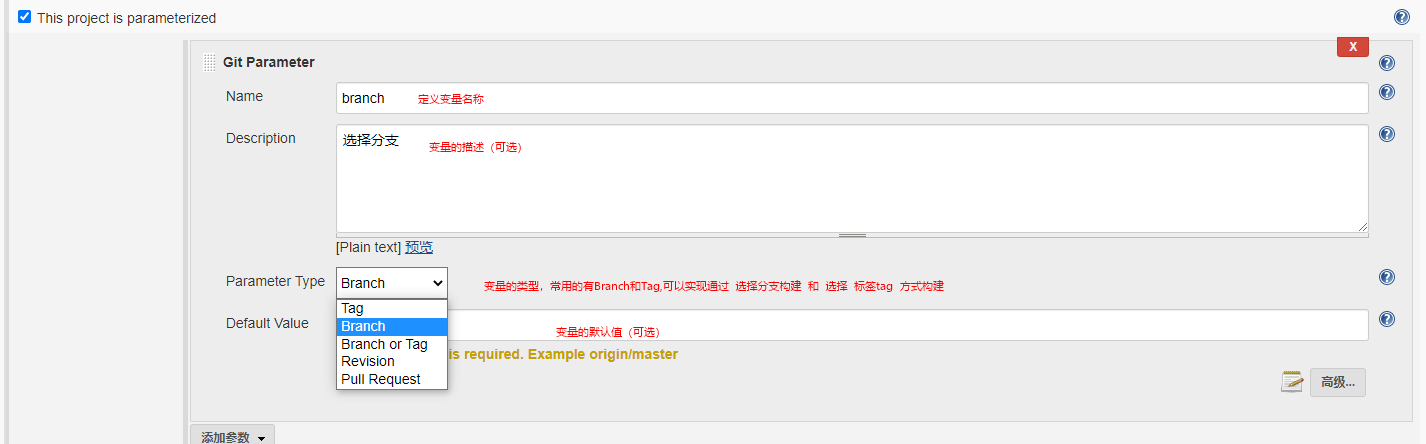 This project is parameterized
X
Git Parameter
Name
branch 定义变量名称
Description
选择分支 变量的描述（可选）
[Plain text] 预览
Parameter Type
Branch
变量的类型，常用的有Branch和Tag,可以实现通过 选择分支构建 和 选择 标签tag 方式构建
Tag
Branch
Branch or Tag
Revision
Pull Request
Default Value
变量的默认值（可选）
is required. Example origin/master
高级...
添加参数